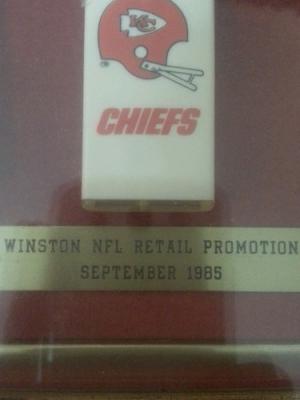 KC
CHIEFS
WINSTON NFL RETAIL PROMOTION
SEPTEMBER 1985